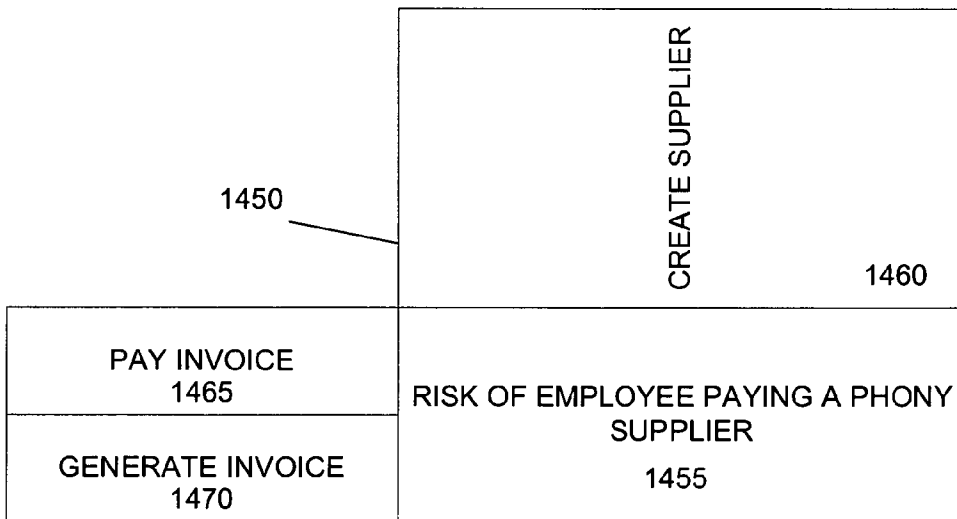 CREATE SUPPLIER
1450
1460
PAY INVOICE
1465
RISK OF EMPLOYEE PAYING A PHONY
SUPPLIER
1455
GENERATE INVOICE
1470